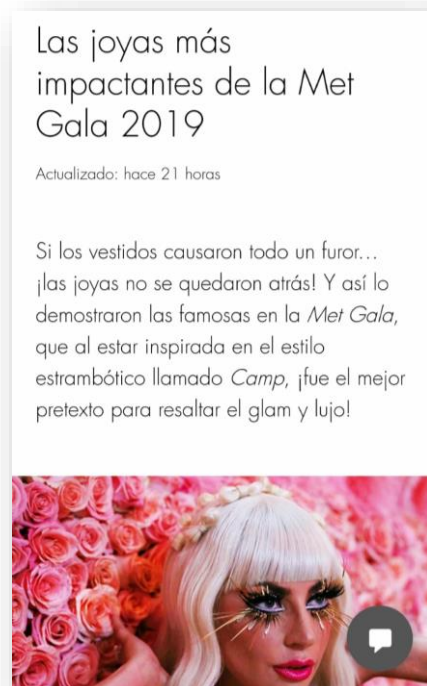 Las joyas más
impactantes de la Met
Gala 2019
Actualizado: hace 21 horas
Si los vestidos causaron todo un furor...
¡las joyas no se quedaron atrás! Y así lo
demostraron las famosas en la Met Gala,
que al estar inspirada en el estilo
estrambótico llamado Camp, ¡fue el mejor
pretexto para resaltar el glam y lujo!